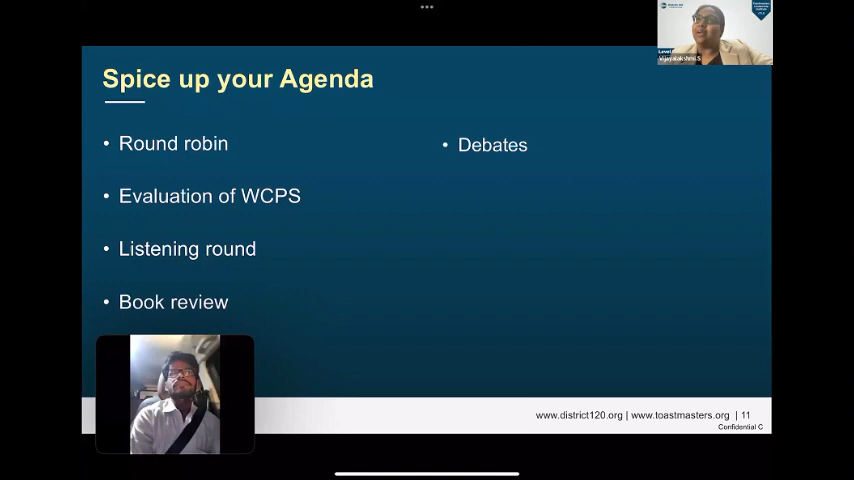 Spice up your Agenda
• Round robin
• Evaluation of WCPS
• Listening round
• Book review
• Debates
www.district120.org | www.toastmasters.org | 11
Confidential C
Vijayalakshmi.S